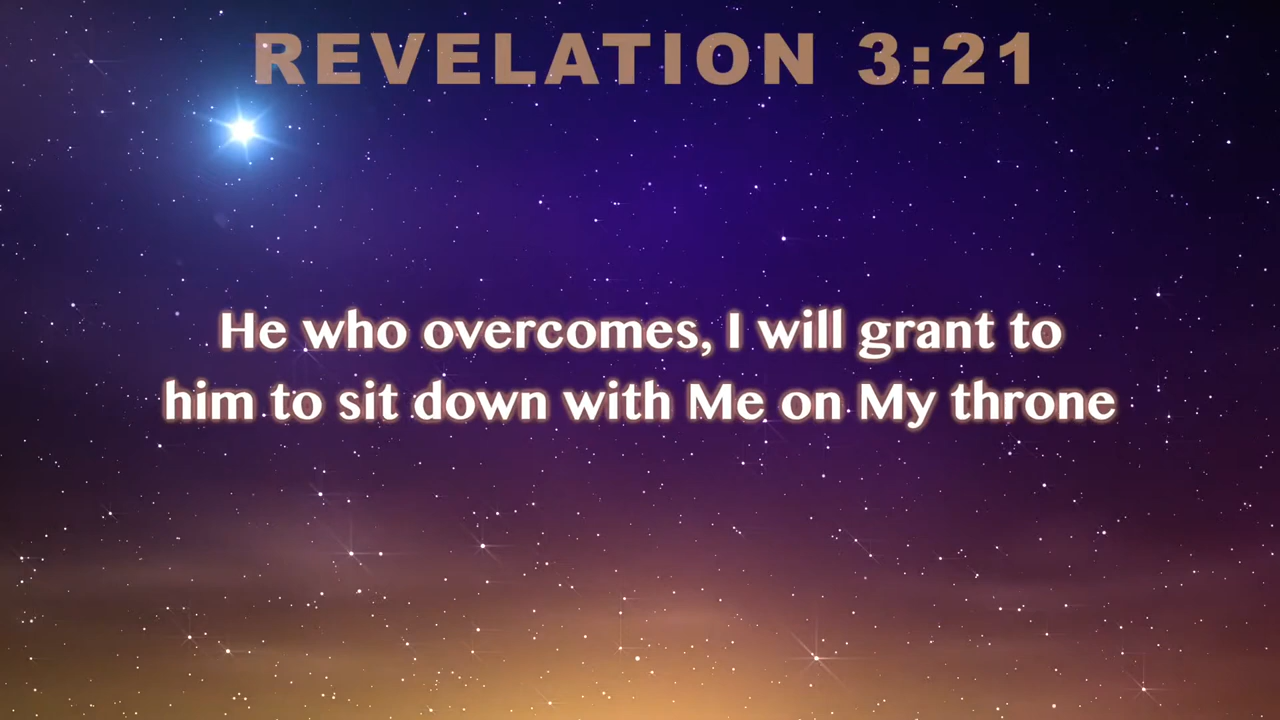 REVELATION 3:21
He who overcomes, I will grant to
him to sit down with Me on My throne